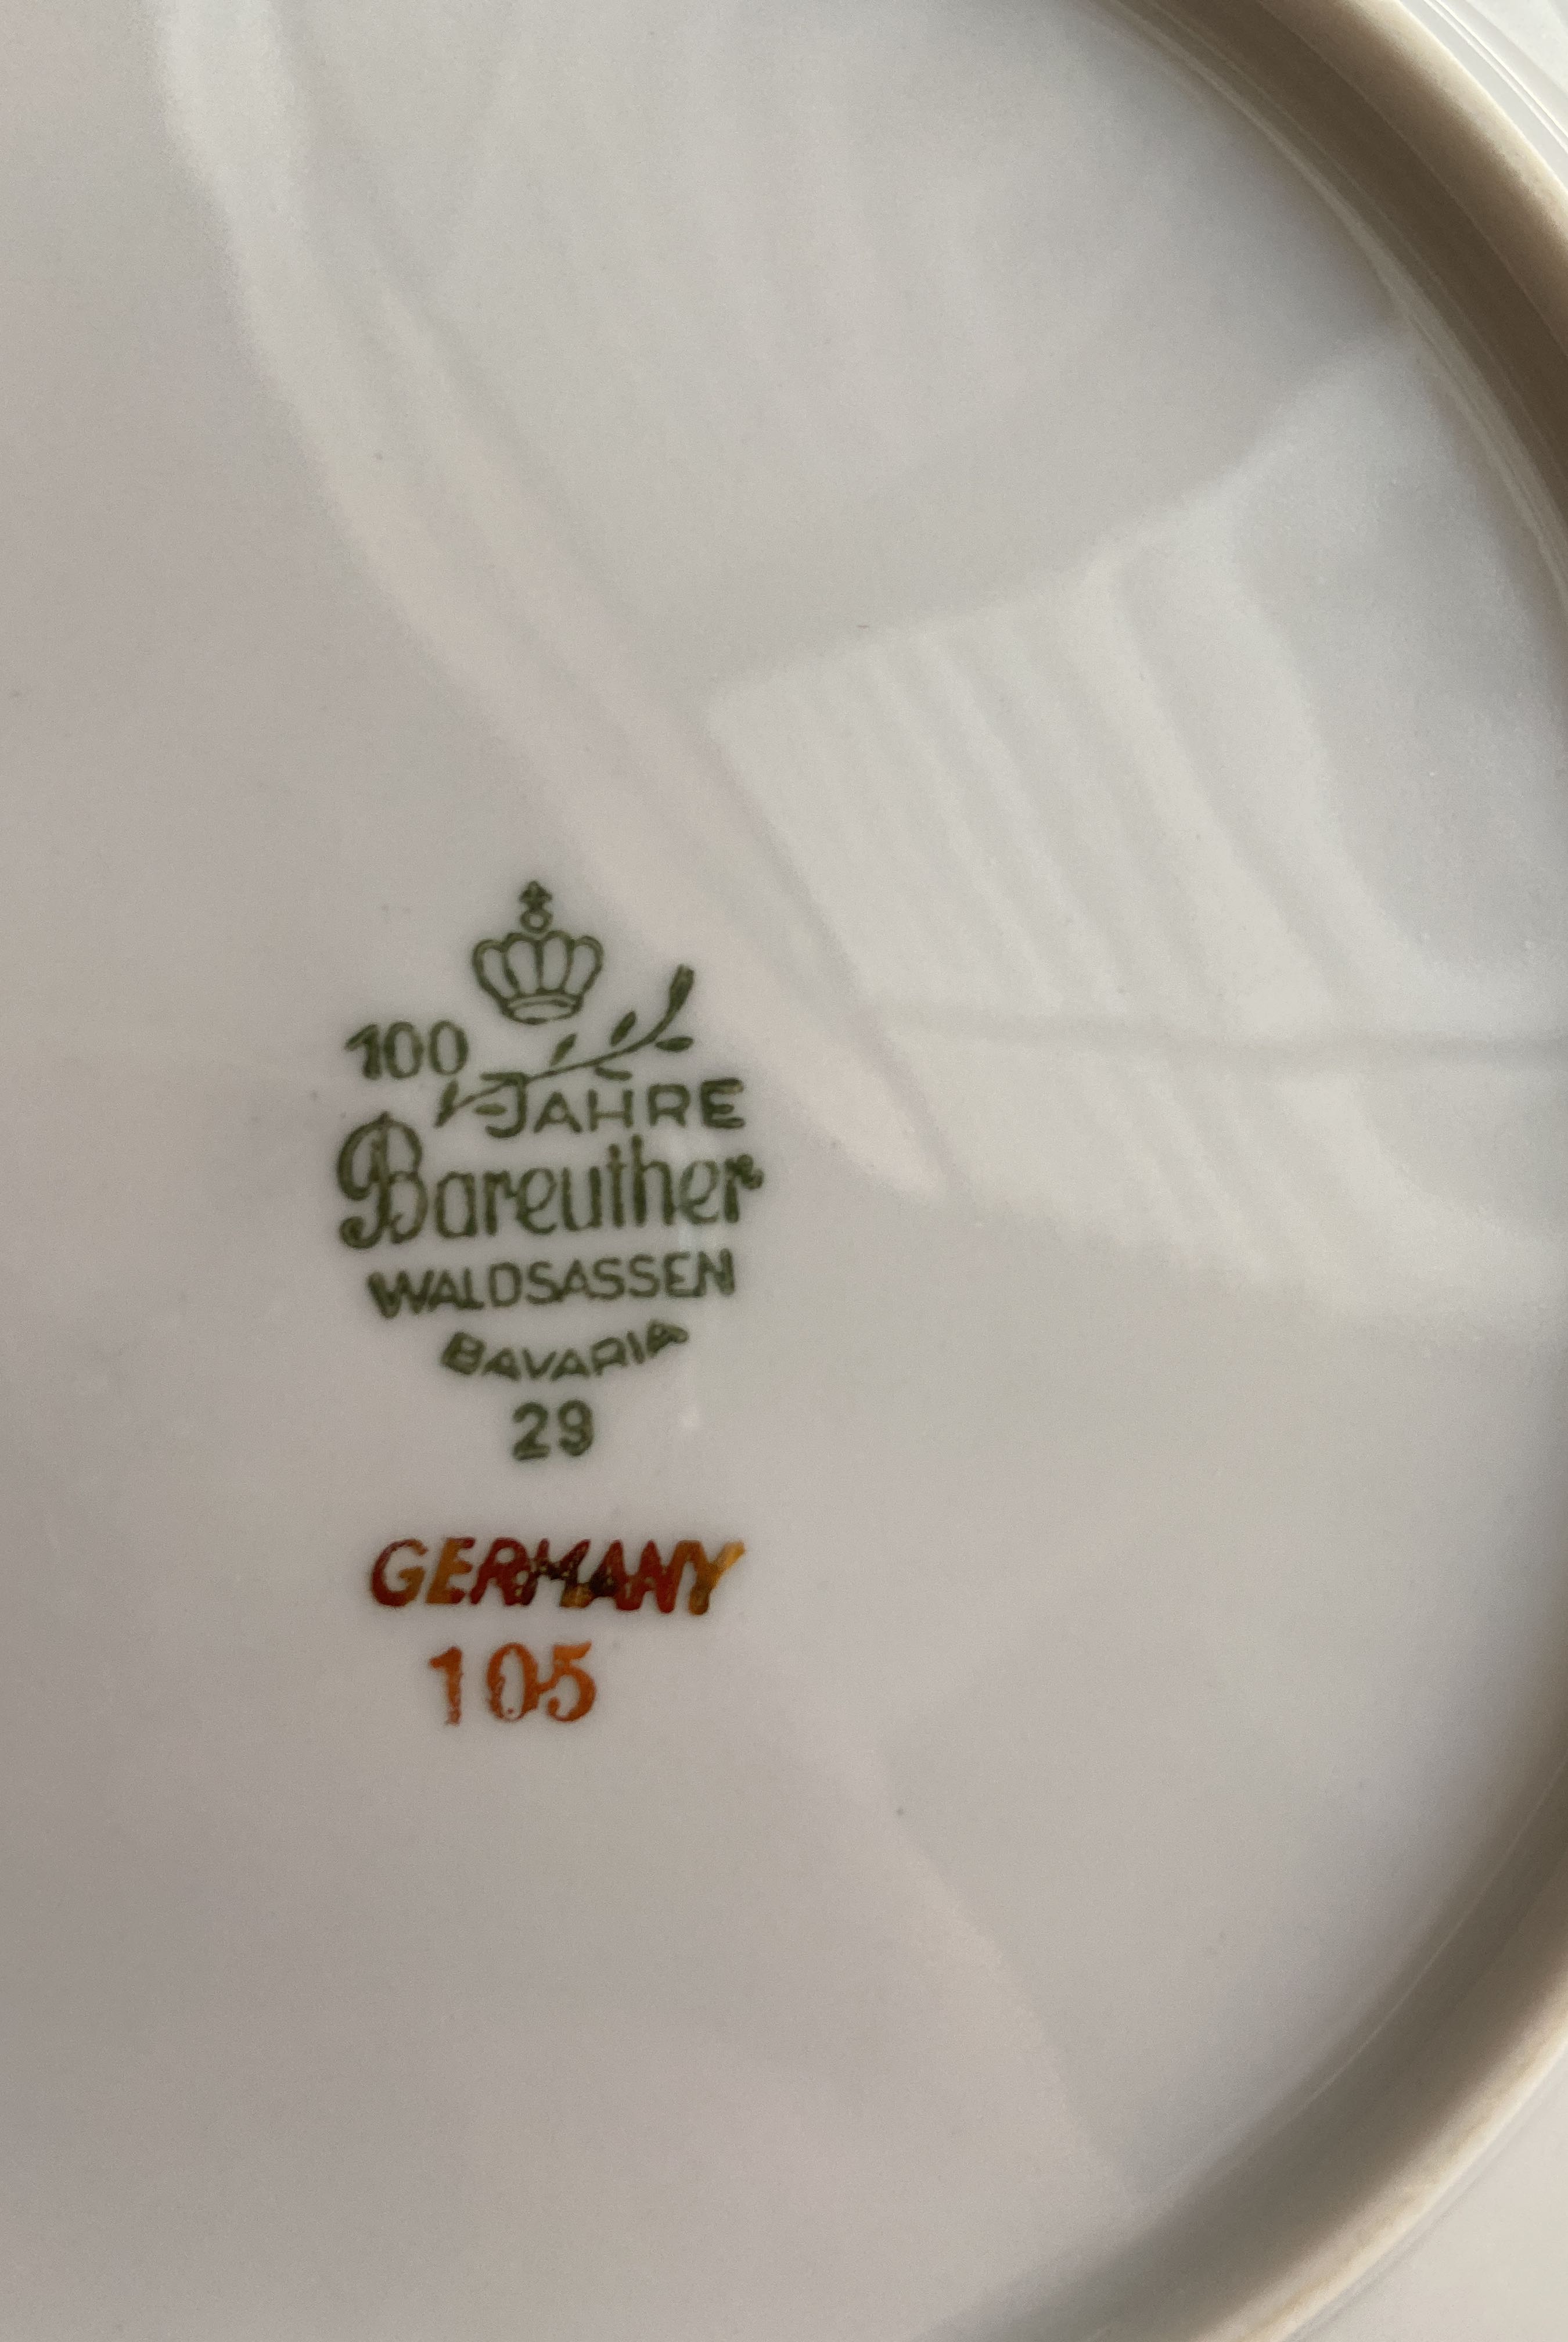 100
JAHRE
Bareuther
WALDSASSEN
BAVARIA
29
GERMANY
105